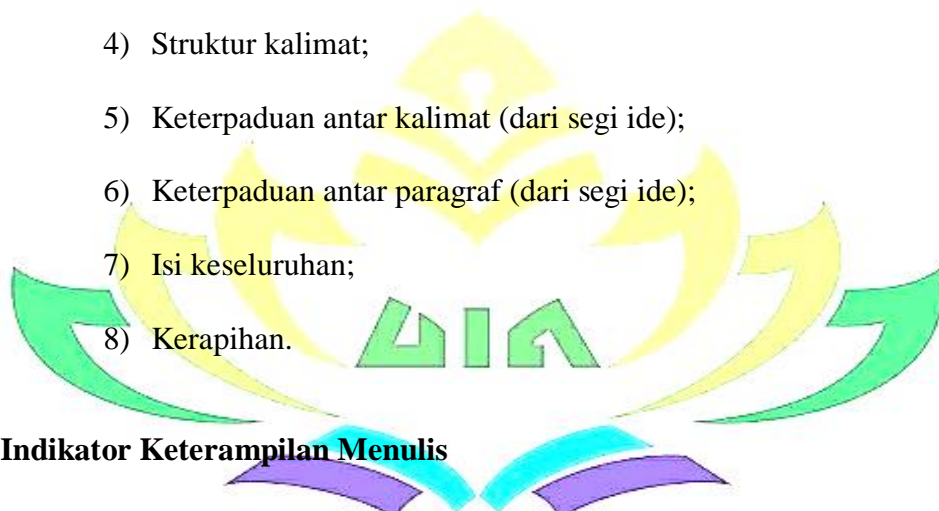 4) Struktur kalimat;
5) Keterpaduan antar kalimat (dari segi ide);
6) Keterpaduan antar paragraf (dari segi ide);
7) Isi keseluruhan;
8) Kerapihan.
UIN
Indikator Keterampilan Menulis